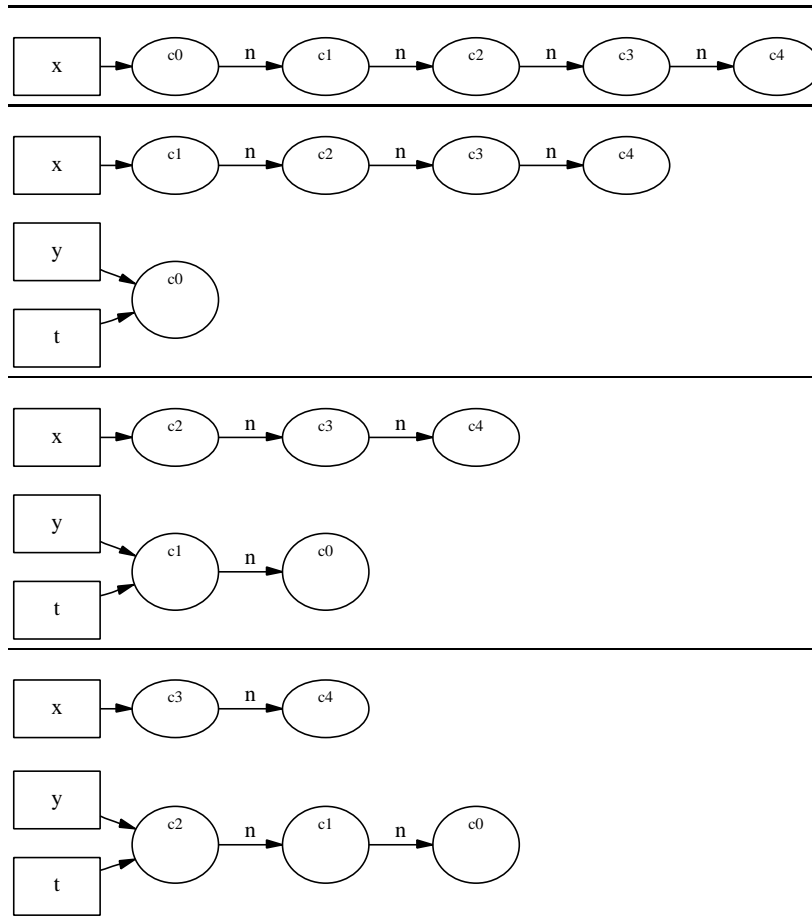 x c0 n c1 n c2 n c3 n c4
x c1 n c2 n c3 n c4
y
c0
t
x c2 n c3 n c4
y
c1 n c0
t
x c3 n c4
y
c2 n c1 n c0
t